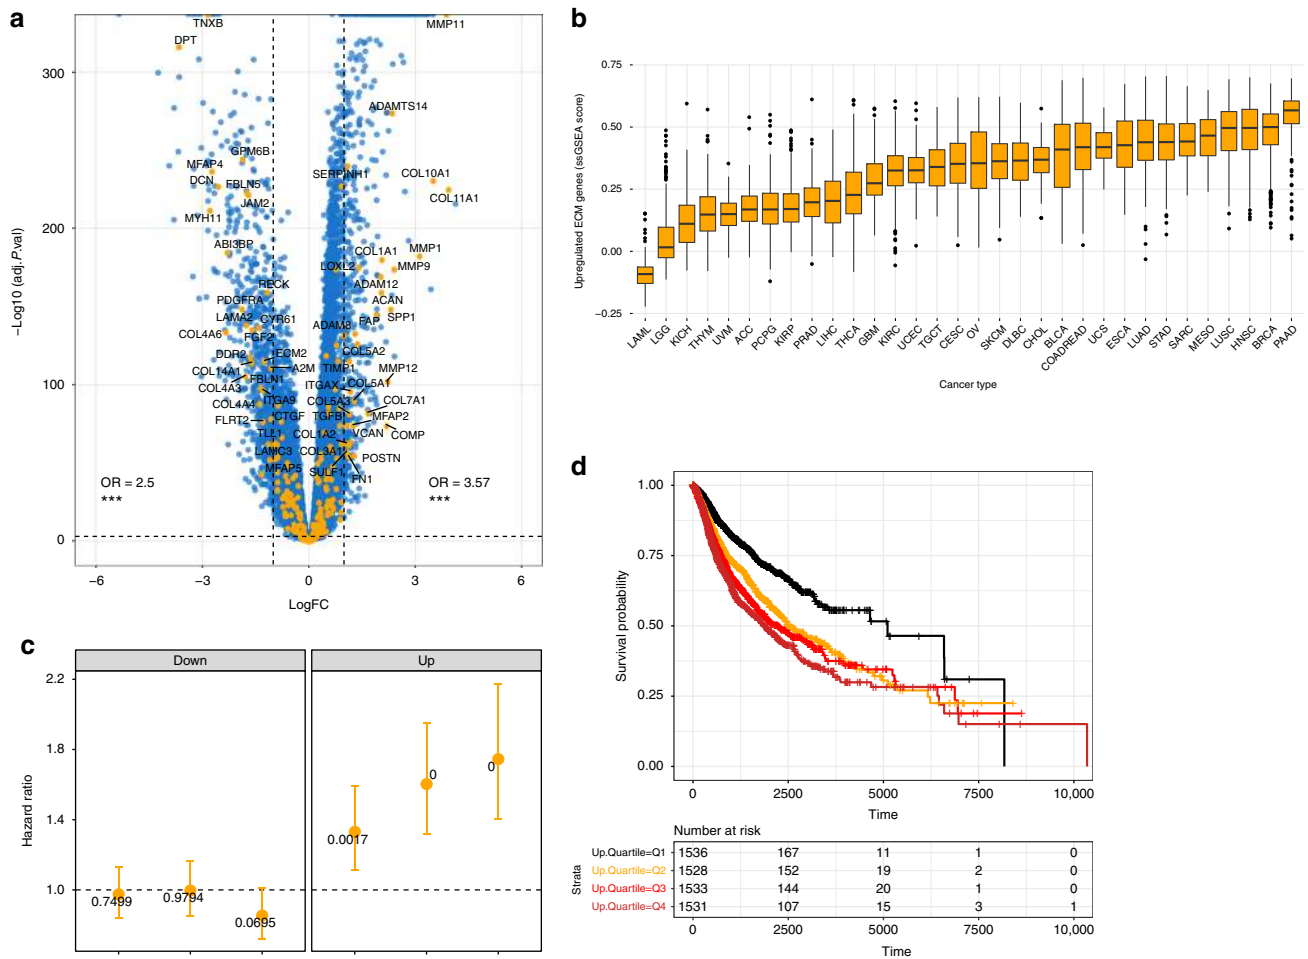 a
TNXB
MMP11
DPT
300
ADAMTS14
GPM6B
MFAP4
SERPINH1
COL10A1
DCN
FBLN5
COL11A1
JAM2
MYH11
200
ABI3BP
COL1A1
MMP1
LOXL2
MMP9
RECK
ADAM12
PDGFRA
ACAN
LAMA2
CYR61
FAP
SPP1
COL4A6
FGF2
ADAM8
DDR2
ECM2
COL5A2
COL14A1
A2M
TIMP1
MMP12
COL4A3
FBLN1
ITGAX
COL5A1
100
COL4A4
ITGA9
COL5A3
COL7A1
FLRT2
CTGF
TGFBI
MFAP2
TLL1
COL1A2
VCAN
COMP
LAMC3
COL3A1
POSTN
MFAP5
SULF1
FN1
OR = 2.5
***
OR = 3.57
***
0
−6
−3
0
3
6
LogFC
−Log10 (adj.P.val)
b
0.75
0.50
0.25
0.00
−0.25
Upregulated ECM genes (ssGSEA score)
LAML
LGG
KICH
THYM
UVM
ACC
PCPG
KIRP
PRAD
LIHC
THCA
GBM
KIRC
UCEC
TGCT
CESC
OV
SKCM
DLBC
CHOL
BLCA
COADREAD
UCS
ESCA
LUAD
STAD
SARC
MESO
LUSC
HNSC
BRCA
PAAD
Cancer type
c
Down
Up
2.2
1.8
1.4
1.0
Hazard ratio
0.7499
0.9794
0.0695
0.0017
0
0
d
1.00
0.75
0.50
0.25
0.00
Survival probability
0
2500
5000
7500
10,000
Time
Number at risk
Strata
Up.Quartile=Q1 1536 167 11 1 0
Up.Quartile=Q2 1528 152 19 2 0
Up.Quartile=Q3 1533 144 20 1 0
Up.Quartile=Q4 1531 107 15 3 1
0 2500 5000 7500 10,000
Time